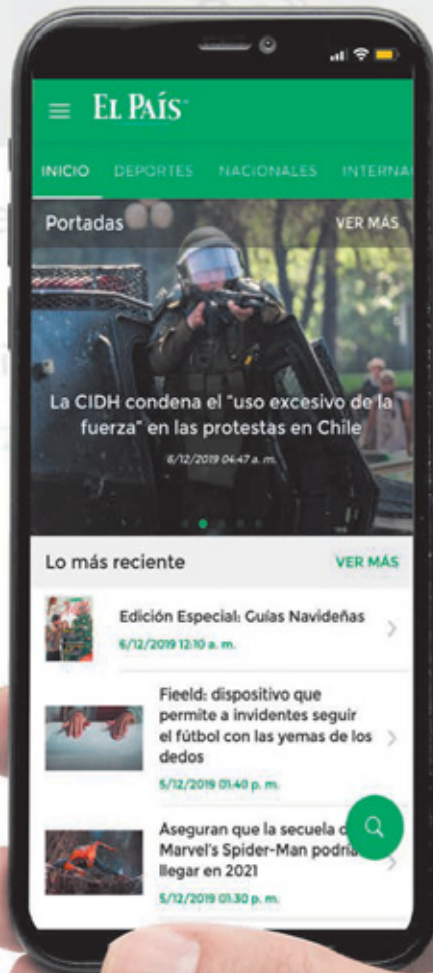 EL PAÍS
INICIO DEPORTES NACIONALES
Portadas VER MÁS
La CIDH condena el "uso excesivo de la
fuerza" en las protestas en Chile
6/12/2019 04:47 a. m.
Lo más reciente VER MÁS
Edición Especial: Guías Navideñas
6/12/2019 12:10 a. m.
Fieeld: dispositivo que
permite a invidentes seguir
el fútbol con las yemas de los
dedos
5/12/2019 01:40 p. m.
Aseguran que la secuela
Marvel's Spider-Man podría
llegar en 2021
5/12/2019 01:30 p. m.